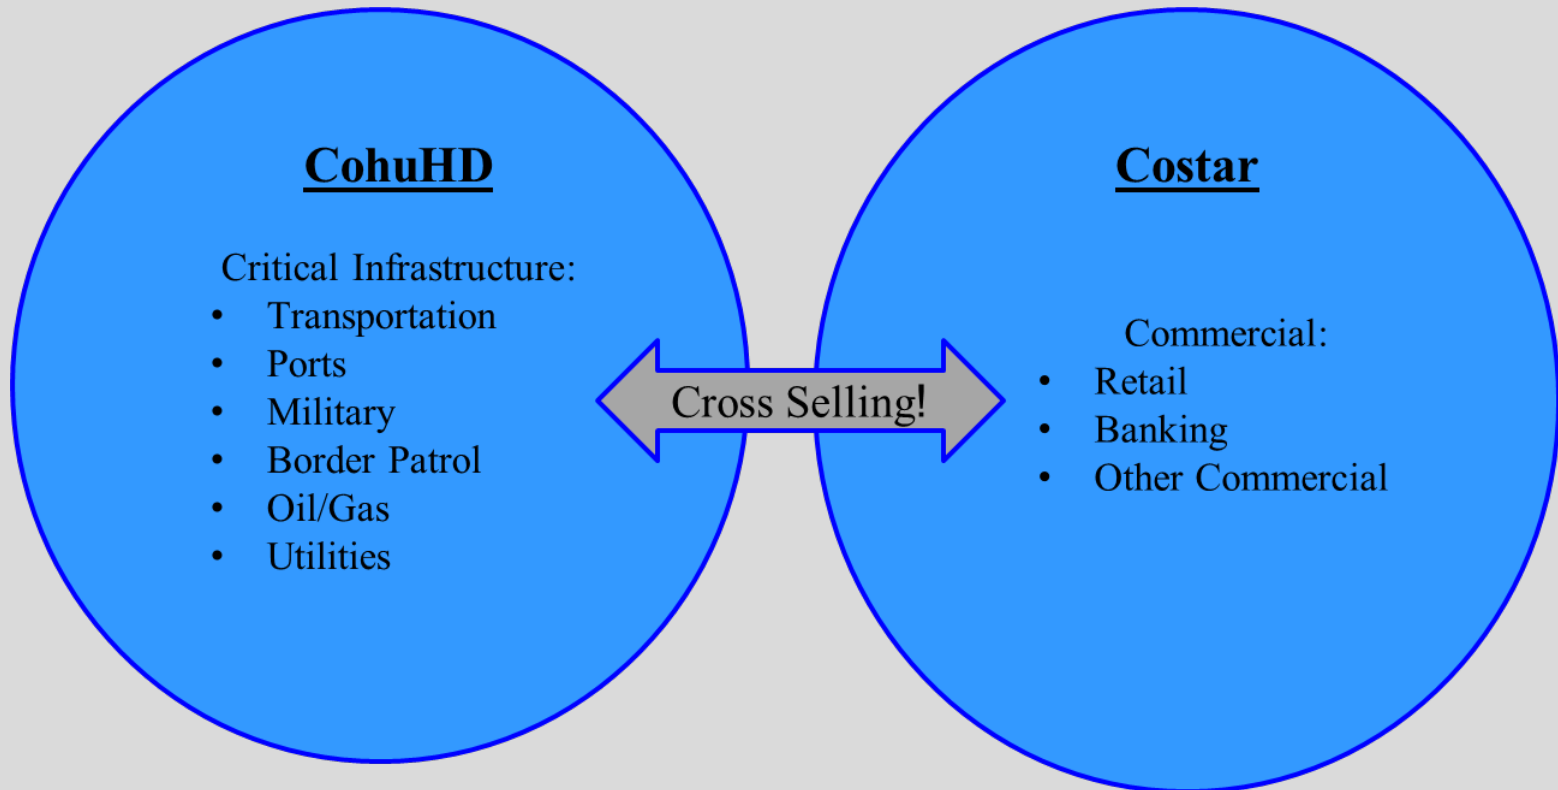 CohuHD
Critical Infrastructure:
• Transportation
• Ports
• Military
• Border Patrol
• Oil/Gas
• Utilities
Cross Selling!
Costar
Commercial:
• Retail
• Banking
• Other Commercial